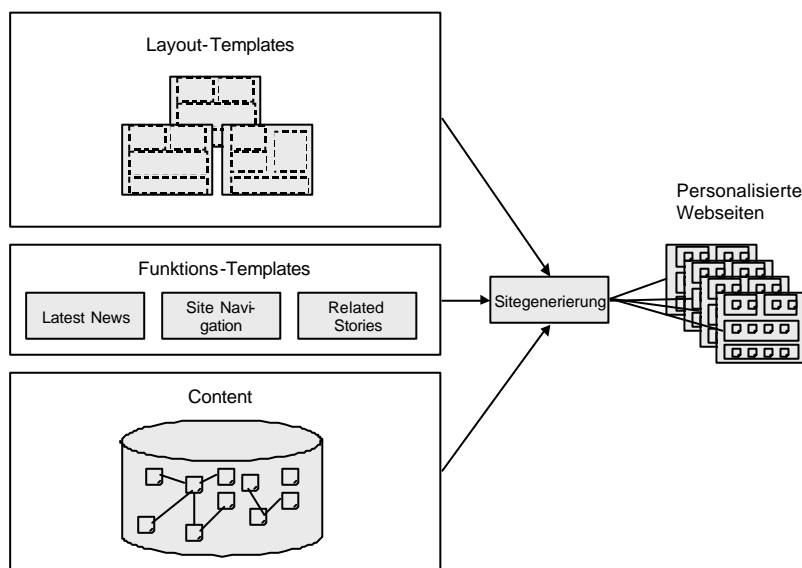 Layout-Templates
Personalisierte
Webseiten
Funktions-Templates
Latest News
Site Navi-
gation
Related
Stories
Sitegenerierung
Content